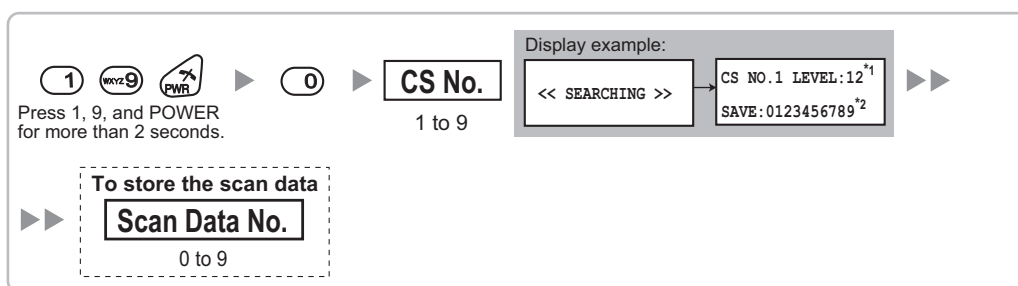 Display example:
1 WXYZ 9 PWR 0 CS No. << SEARCHING >> CS NO.1 LEVEL:12*1
SAVE:0123456789*2
Press 1, 9, and POWER
for more than 2 seconds.
1 to 9
To store the scan data
Scan Data No.
0 to 9